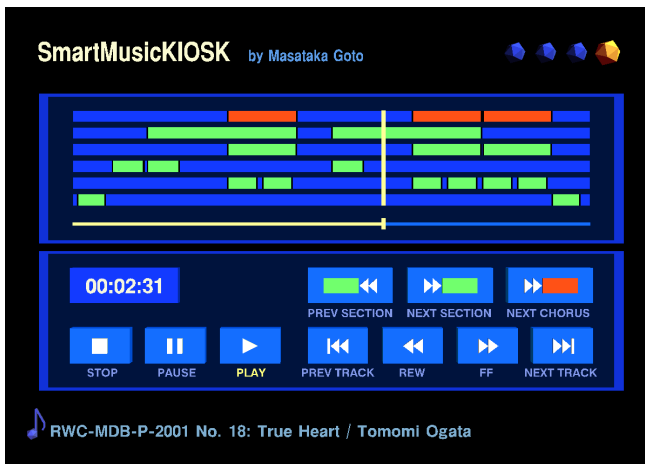 SmartMusicKIOSK by Masataka Goto
00:02:31
PREV SECTION NEXT SECTION NEXT CHORUS
STOP PAUSE PLAY PREV TRACK REW FF NEXT TRACK
RWC-MDB-P-2001 No. 18: True Heart / Tomomi Ogata